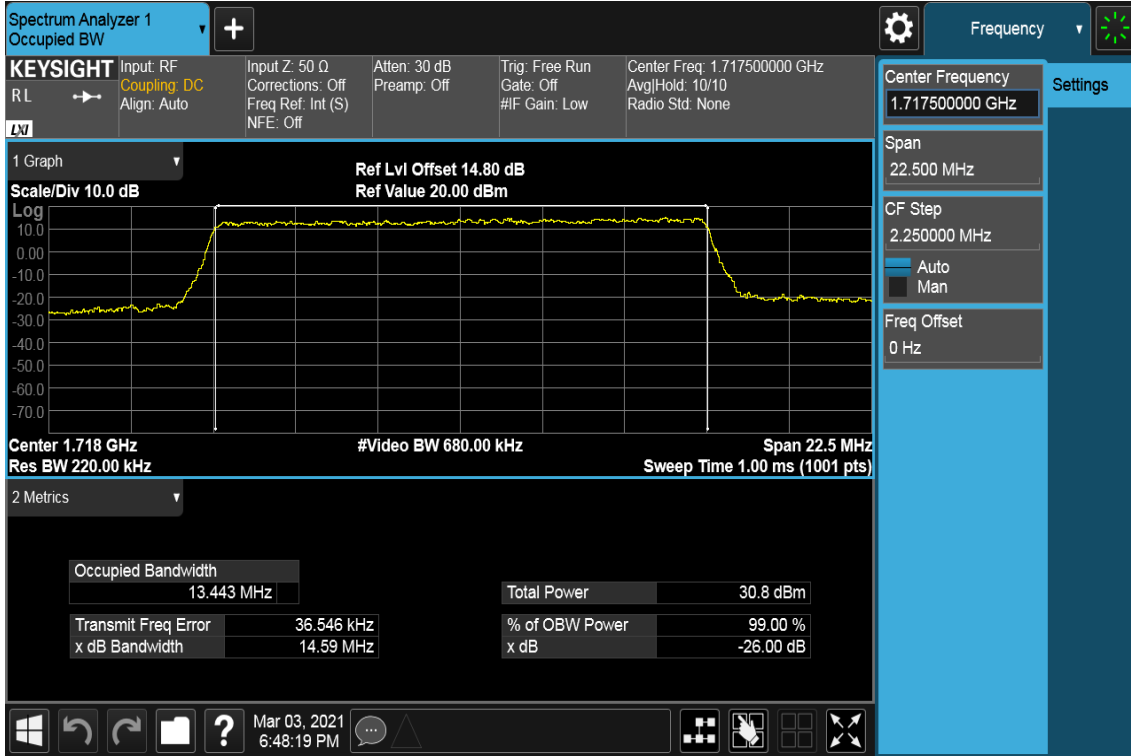 Spectrum Analyzer 1
Occupied BW
Frequency
KEYSIGHT
R L
LXI
Input: RF
Coupling: DC
Align: Auto
Input Z: 50 Ω
Corrections: Off
Freq Ref: Int (S)
NFE: Off
Atten: 30 dB
Preamp: Off
Trig: Free Run
Gate: Off
#IF Gain: Low
Center Freq: 1.717500000 GHz
Avg|Hold: 10/10
Radio Std: None
Center Frequency
1.717500000 GHz
Settings
Span
22.500 MHz
CF Step
2.250000 MHz
Auto
Man
Freq Offset
0 Hz
1 Graph
Ref Lvl Offset 14.80 dB
Scale/Div 10.0 dB
Ref Value 20.00 dBm
Log
10.0
0.00
-10.0
-20.0
-30.0
-40.0
-50.0
-60.0
-70.0
Center 1.718 GHz
#Video BW 680.00 kHz
Span 22.5 MHz
Res BW 220.00 kHz
Sweep Time 1.00 ms (1001 pts)
2 Metrics
Occupied Bandwidth
13.443 MHz
Total Power 30.8 dBm
Transmit Freq Error 36.546 kHz
% of OBW Power 99.00 %
x dB Bandwidth 14.59 MHz
x dB -26.00 dB
?
Mar 03, 2021
6:48:19 PM